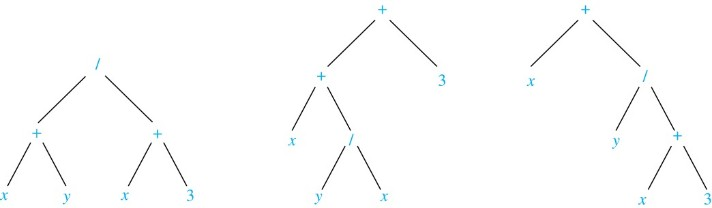 + +
/
+ 3 x /
+ + x / y +
x y x 3 y x x 3